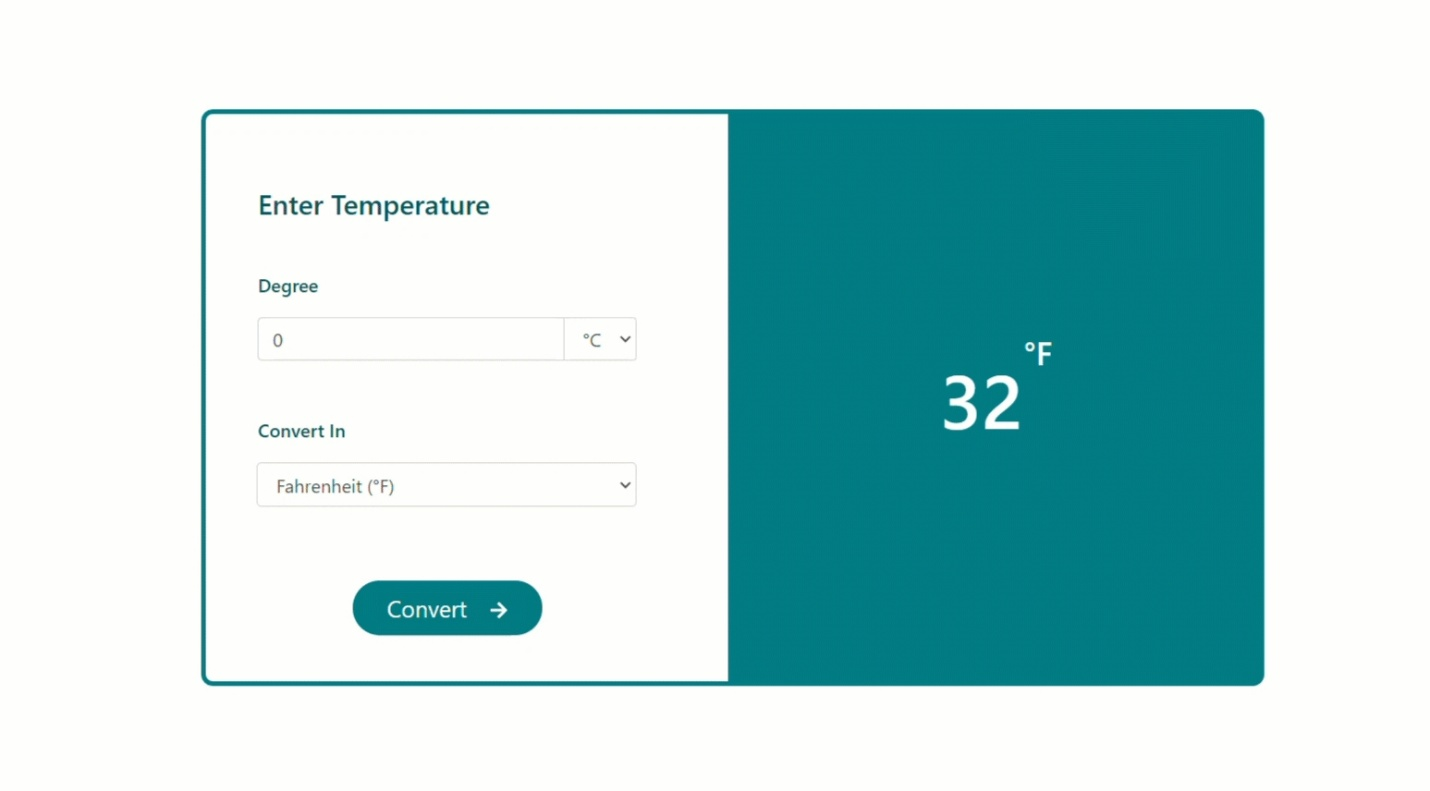 Enter Temperature
Degree
0 °C
Convert In
Fahrenheit (°F)
Convert →
32 °F